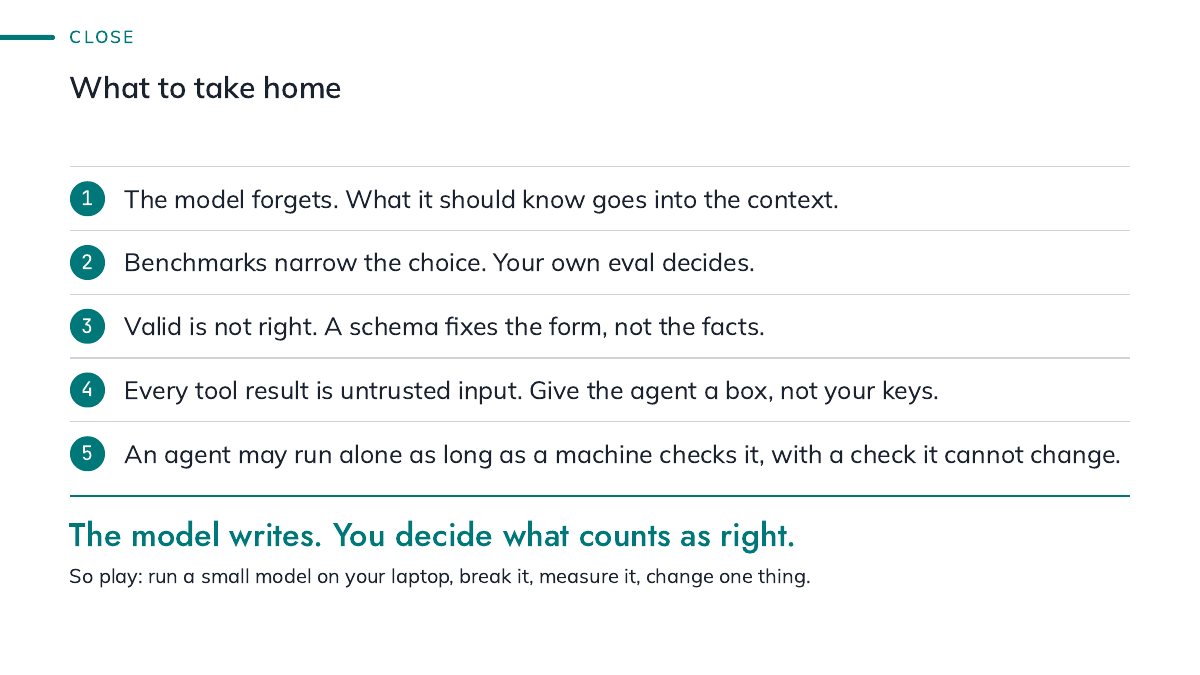 CLOSE
What to take home
1 The model forgets. What it should know goes into the context.
2 Benchmarks narrow the choice. Your own eval decides.
3 Valid is not right. A schema fixes the form, not the facts.
4 Every tool result is untrusted input. Give the agent a box, not your keys.
5 An agent may run alone as long as a machine checks it, with a check it cannot change.
The model writes. You decide what counts as right.
So play: run a small model on your laptop, break it, measure it, change one thing.